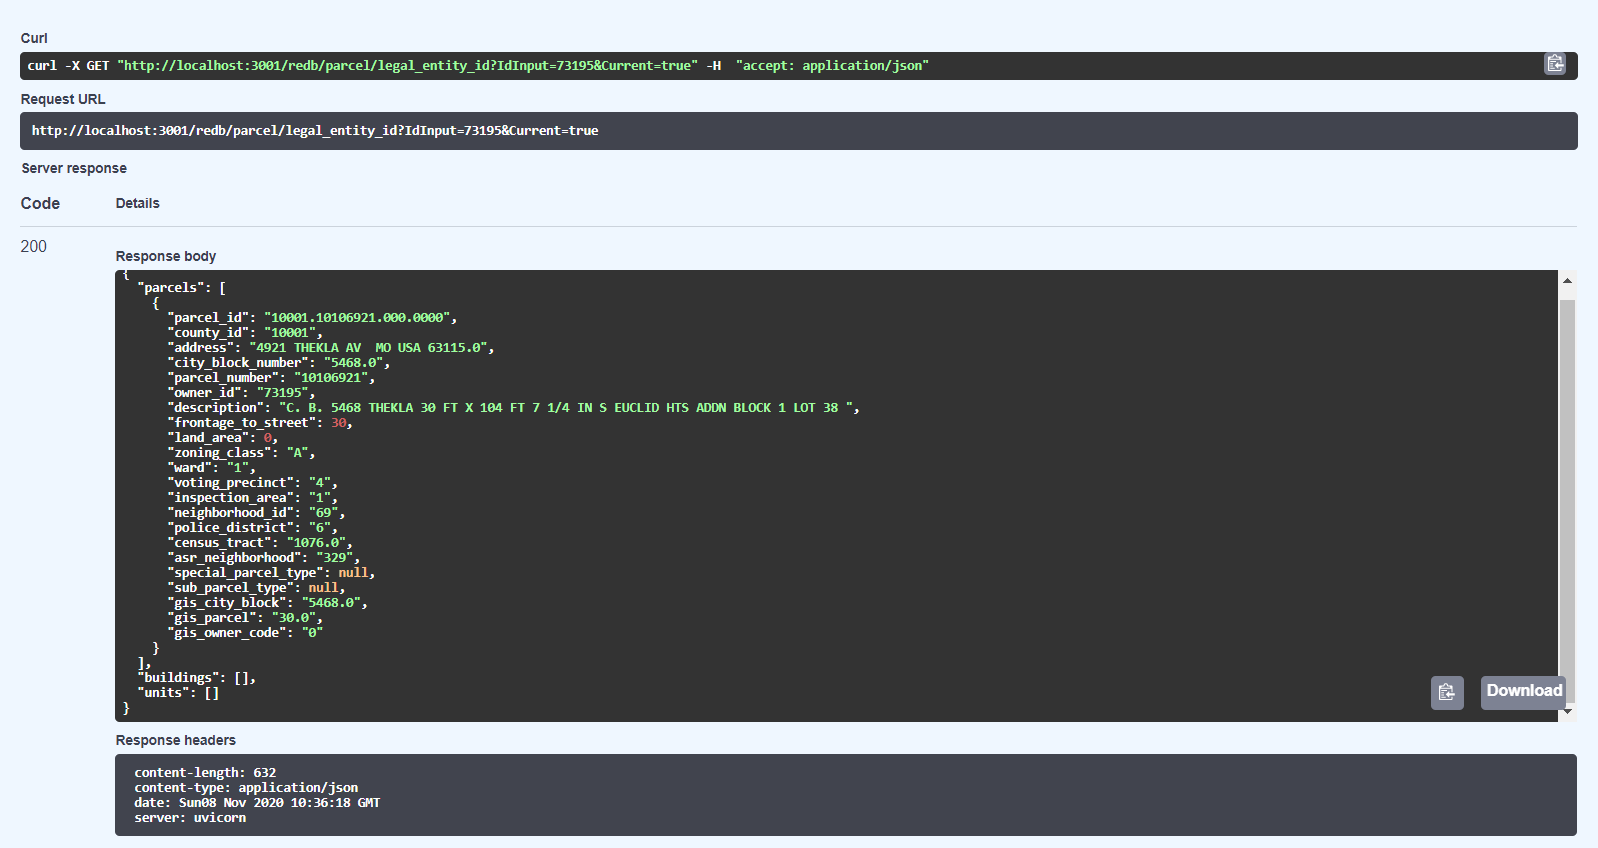 Curl
curl -X GET "http://localhost:3001/redb/parcel/legal_entity_id?IdInput=73195&Current=true" -H  "accept: application/json"
Request URL
http://localhost:3001/redb/parcel/legal_entity_id?IdInput=73195&Current=true
Server response
Code Details
200
Response body
{
  "parcels": [
    {
      "parcel_id": "10001.10106921.000.0000",
      "county_id": "10001",
      "address": "4921 THEKLA AV  MO USA 63115.0",
      "city_block_number": "5468.0",
      "parcel_number": "10106921",
      "owner_id": "73195",
      "description": "C. B. 5468 THEKLA 30 FT X 104 FT 7 1/4 IN S EUCLID HTS ADDN BLOCK 1 LOT 38 ",
      "frontage_to_street": 30,
      "land_area": 0,
      "zoning_class": "A",
      "ward": "1",
      "voting_precinct": "4",
      "inspection_area": "1",
      "neighborhood_id": "69",
      "police_district": "6",
      "census_tract": "1076.0",
      "asr_neighborhood": "329",
      "special_parcel_type": null,
      "sub_parcel_type": null,
      "gis_city_block": "5468.0",
      "gis_parcel": "30.0",
      "gis_owner_code": "0"
    }
  ],
  "buildings": [],
  "units": []
}
Download
Response headers
content-length: 632
content-type: application/json
date: Sun08 Nov 2020 10:36:18 GMT
server: uvicorn